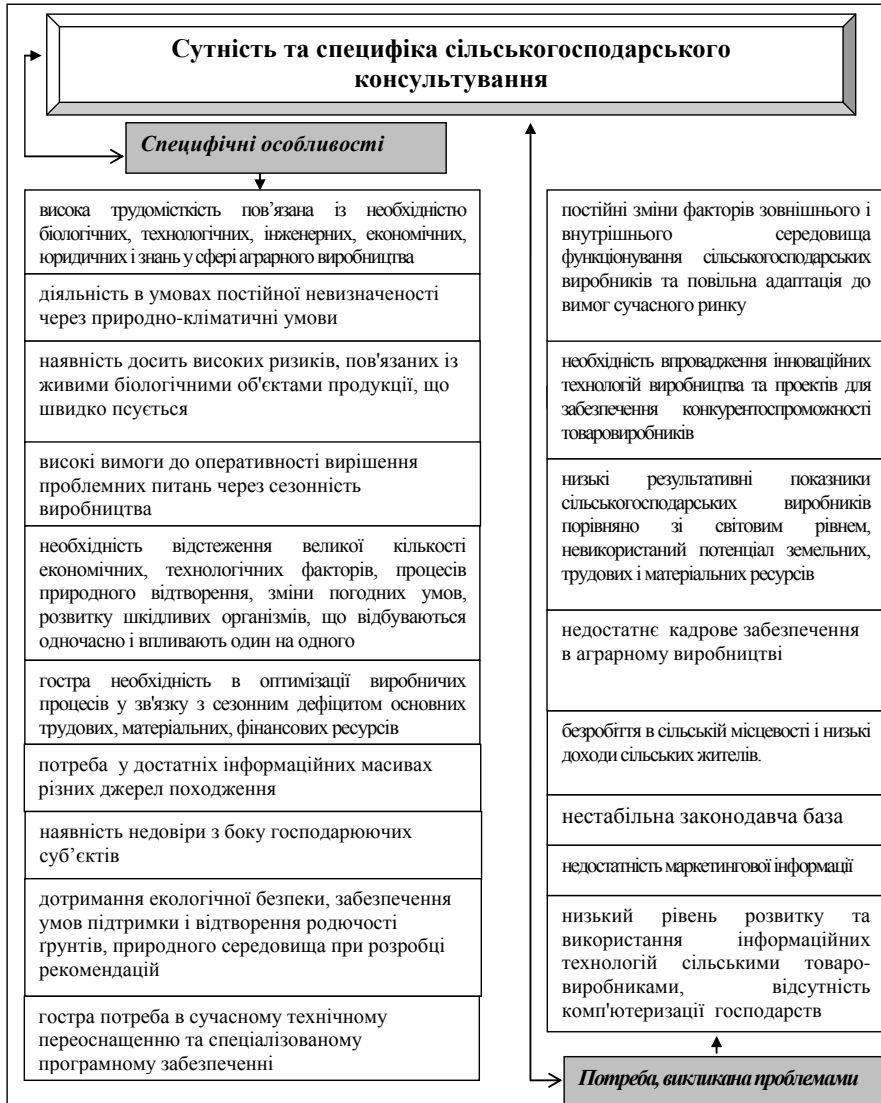 Сутність та специфіка сільськогосподарського
консультування
Специфічні особливості
висока трудомісткість пов’язана із необхідністю
біологічних, технологічних, інженерних, економічних,
юридичних і знань у сфері аграрного виробництва
діяльність в умовах постійної невизначеності
через природно-кліматичні умови
наявність досить високих ризиків, пов'язаних із
живими біологічними об'єктами продукції, що
швидко псується
високі вимоги до оперативності вирішення
проблемних питань через сезонність
виробництва
необхідність відстеження великої кількості
економічних, технологічних факторів, процесів
природного відтворення, зміни погодних умов,
розвитку шкідливих організмів, що відбуваються
одночасно і впливають один на одного
гостра необхідність в оптимізації виробничих
процесів у зв'язку з сезонним дефіцитом основних
трудових, матеріальних, фінансових ресурсів
потреба у достатніх інформаційних масивах
різних джерел походження
наявність недовіри з боку господарюючих
суб’єктів
дотримання екологічної безпеки, забезпечення
умов підтримки і відтворення родючості
ґрунтів, природного середовища при розробці
рекомендацій
гостра потреба в сучасному технічному
переоснащенню та спеціалізованому
програмному забезпеченні
постійні зміни факторів зовнішнього і
внутрішнього середовища
функціонування сільськогосподарських
виробників та повільна адаптація до
вимог сучасного ринку
необхідність впровадження інноваційних
технологій виробництва та проектів для
забезпечення конкурентоспроможності
товаровиробників
низькі результативні показники
сільськогосподарських виробників
порівняно зі світовим рівнем,
невикористаний потенціал земельних,
трудових і матеріальних ресурсів
недостатнє кадрове забезпечення
в аграрному виробництві
безробіття в сільській місцевості і низькі
доходи сільських жителів.
нестабільна законодавча база
недостатність маркетингової інформації
низький рівень розвитку та
використання інформаційних
технологій сільськими товаро-
виробниками, відсутність
комп'ютеризації господарств
Потреба, викликана проблемами